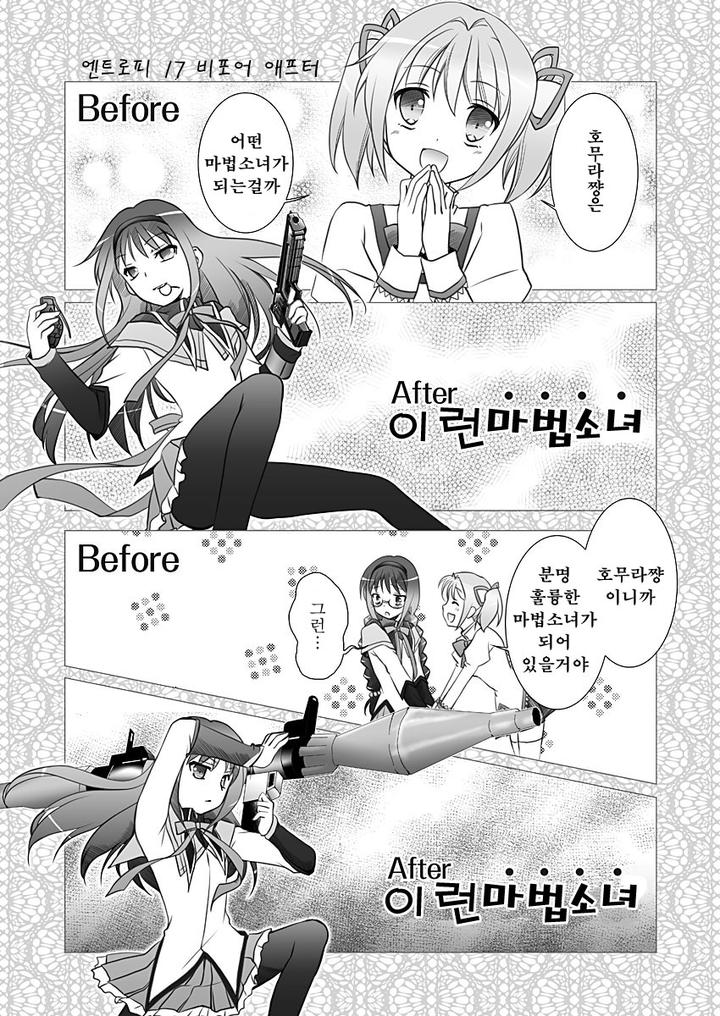 엔트로피 17 비포어 애프터
Before
호무라쨩은
어떤
마법소녀가
되는걸까
After
이런마법소녀
Before
호무라쨩
이니까
분명
훌륭한
마법소녀가
되어
있을거야
그런…
After
이런마법소녀